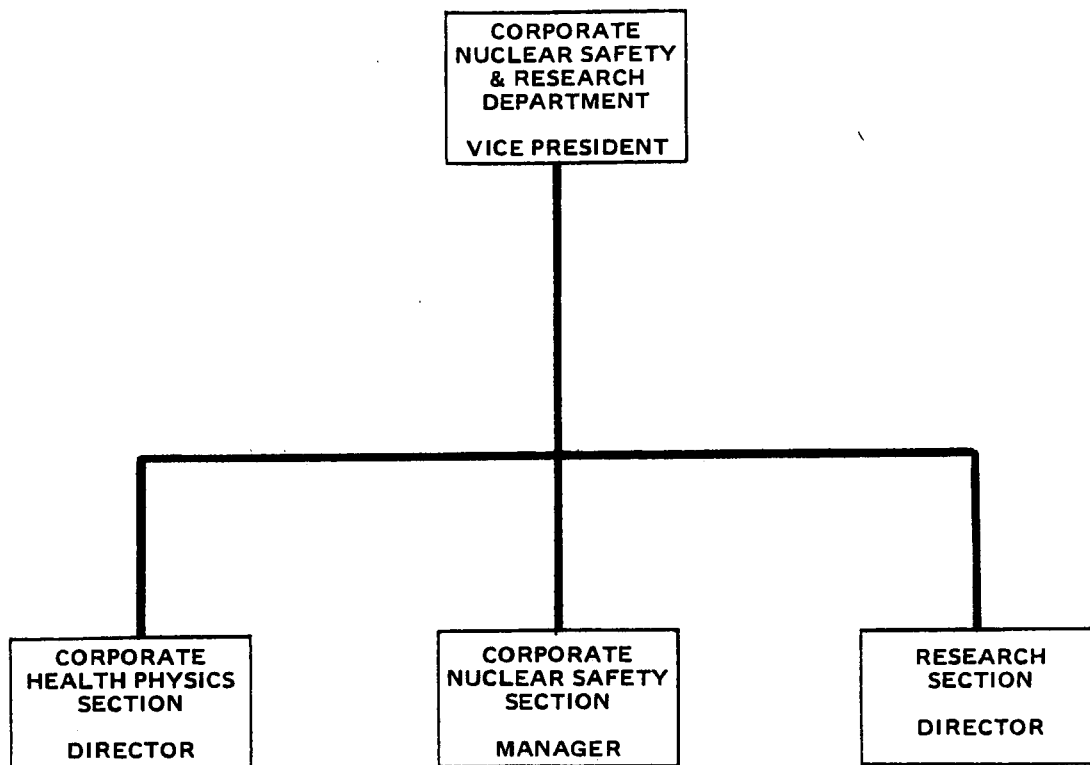 CORPORATE
NUCLEAR SAFETY
& RESEARCH
DEPARTMENT
VICE PRESIDENT
CORPORATE
HEALTH PHYSICS
SECTION
DIRECTOR
CORPORATE
NUCLEAR SAFETY
SECTION
MANAGER
RESEARCH
SECTION
DIRECTOR